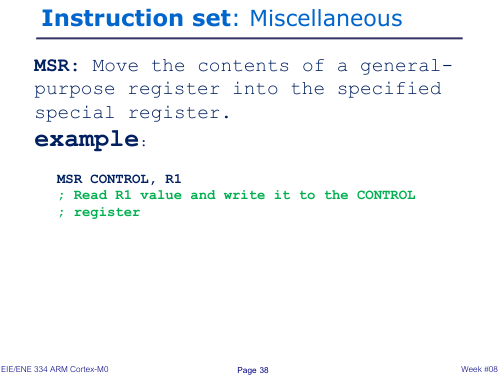 Instruction set: Miscellaneous
MSR: Move the contents of a general-
purpose register into the specified
special register.
example:
MSR CONTROL, R1
; Read R1 value and write it to the CONTROL
; register
EIE/ENE 334 ARM Cortex-M0
Page 38
Week #08